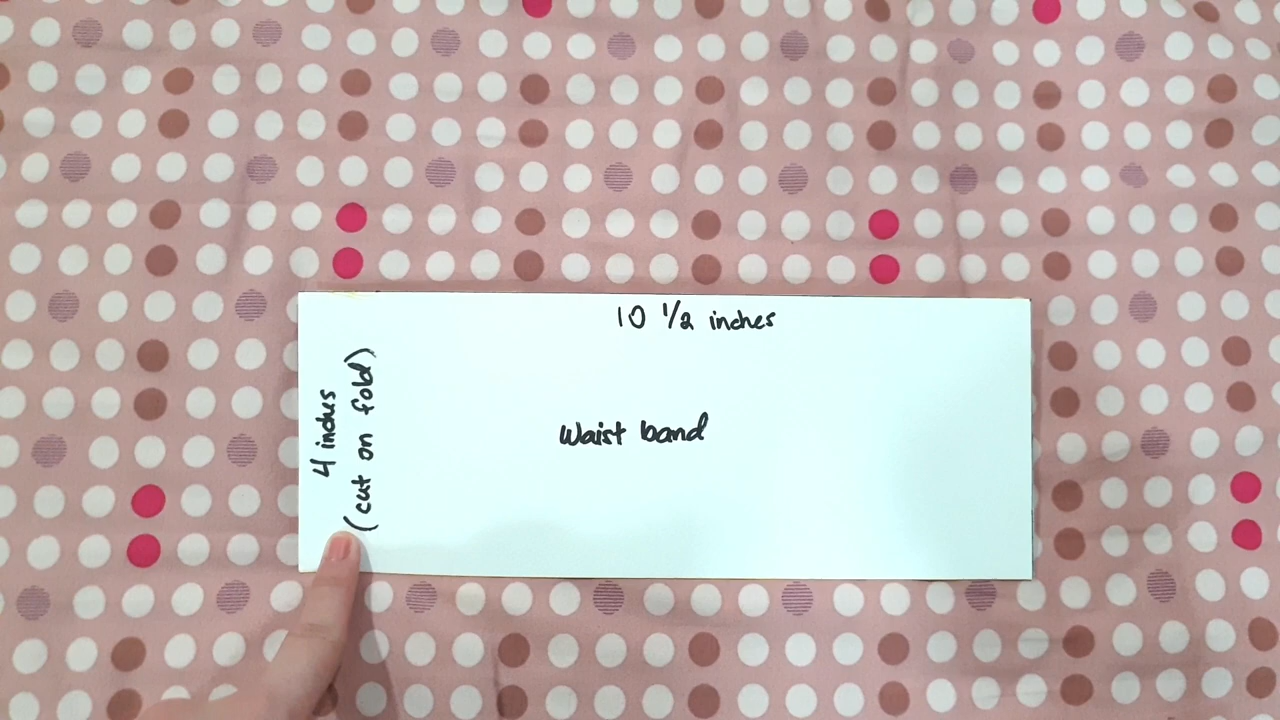 10 1/2 inches
4 inches
(cut on fold)
Waist band